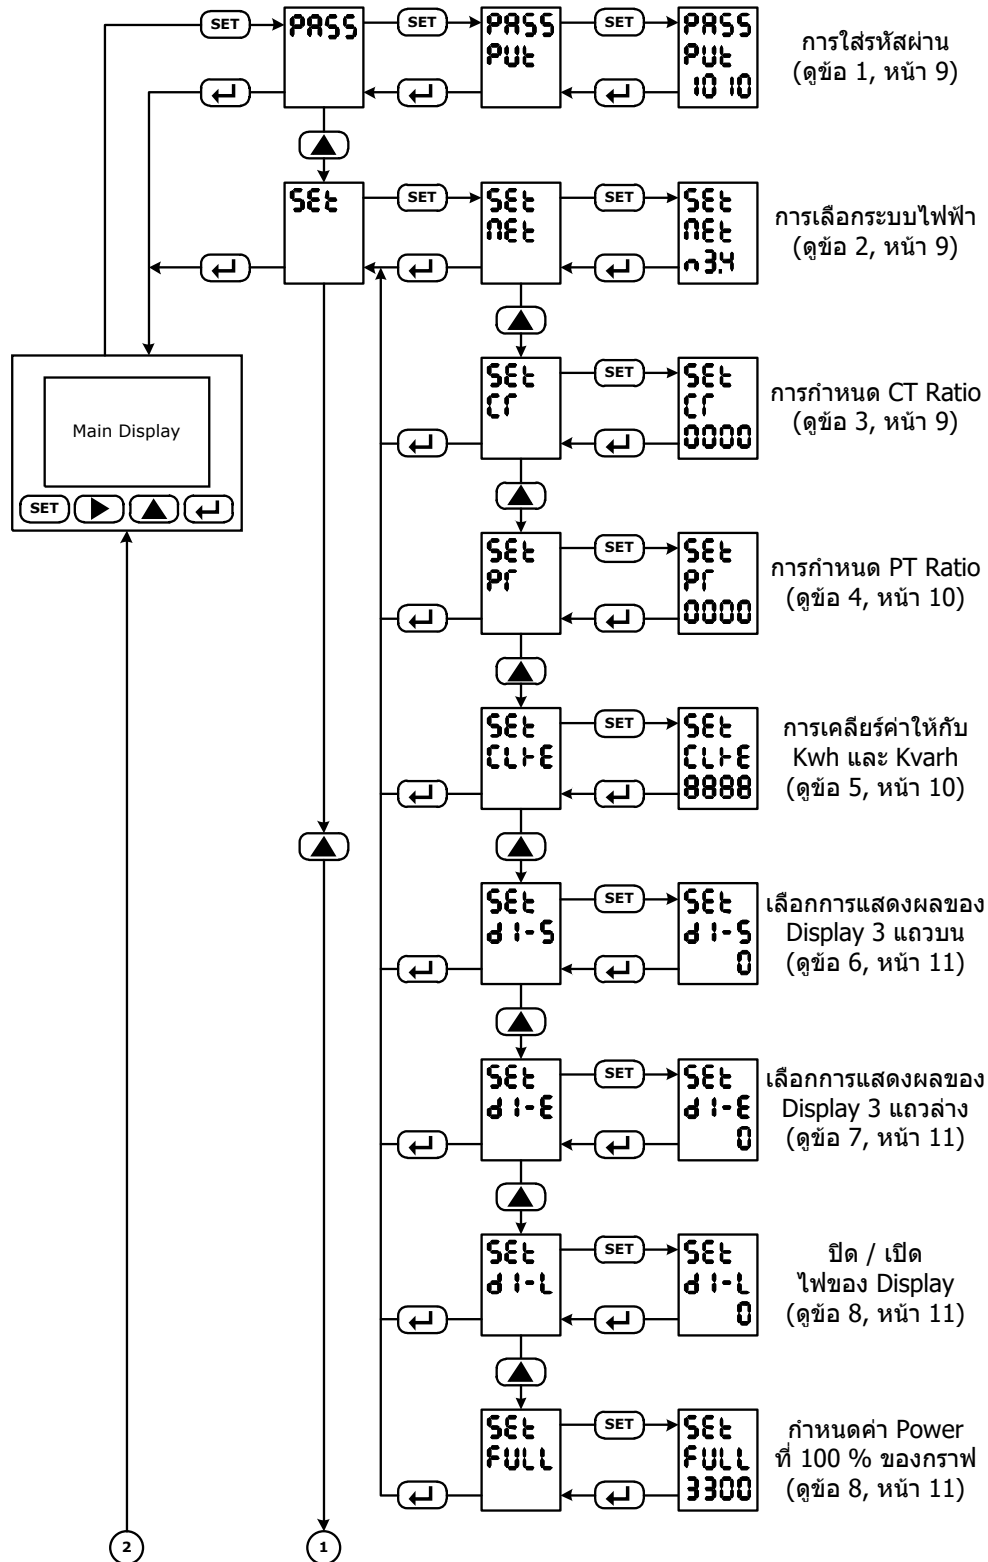 SET
PASS
SET
PASS
PUt
SET
PASS
PUt
1010
การใส่รหัสผ่าน
(ดูข้อ 1, หน้า 9)
SEt
SET
SEt
nEt
SET
SEt
nEt
n3.4
การเลือกระบบไฟฟ้า
(ดูข้อ 2, หน้า 9)
Main Display
SET
SEt
Cr
SET
SEt
Cr
0000
การกำหนด CT Ratio
(ดูข้อ 3, หน้า 9)
SEt
Pr
SET
SEt
Pr
0000
การกำหนด PT Ratio
(ดูข้อ 4, หน้า 10)
SEt
CLrE
SET
SEt
CLrE
8888
การเคลียร์ค่าให้กับ
Kwh และ Kvarh
(ดูข้อ 5, หน้า 10)
SEt
dI-S
SET
SEt
dI-S
0
เลือกการแสดงผลของ
Display 3 แถวบน
(ดูข้อ 6, หน้า 11)
SEt
dI-E
SET
SEt
dI-E
0
เลือกการแสดงผลของ
Display 3 แถวล่าง
(ดูข้อ 7, หน้า 11)
SEt
dI-L
SET
SEt
dI-L
0
ปิด / เปิด
ไฟของ Display
(ดูข้อ 8, หน้า 11)
SEt
FULL
SET
SEt
FULL
3300
กำหนดค่า Power
ที่ 100 % ของกราฟ
(ดูข้อ 8, หน้า 11)
2
1